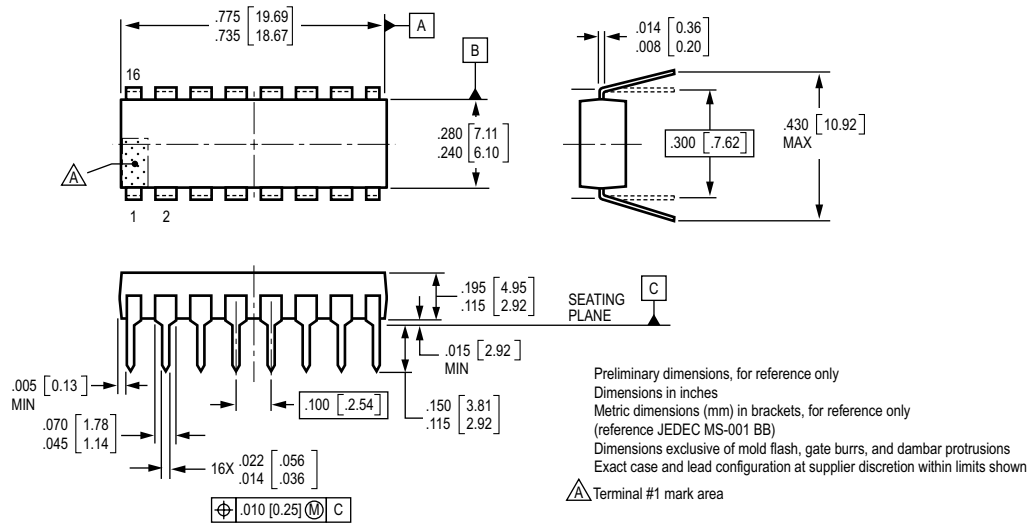 .775 [19.69]
.735 [18.67]
A
B
16
.280 [7.11]
.240 [6.10]
A
1 2
.014 [0.36]
.008 [0.20]
.300 [.7.62]
.430 [10.92]
MAX
.195 [4.95]
.115 [2.92]
SEATING
PLANE
C
.015 [2.92]
MIN
.005 [0.13]
MIN
.100 [.2.54]
.150 [3.81]
.115 [2.92]
.070 [1.78]
.045 [1.14]
16X .022 [.056]
.014 [.036]
⌖ .010 [0.25] Ⓜ C
Preliminary dimensions, for reference only
Dimensions in inches
Metric dimensions (mm) in brackets, for reference only
(reference JEDEC MS-001 BB)
Dimensions exclusive of mold flash, gate burrs, and dambar protrusions
Exact case and lead configuration at supplier discretion within limits shown
A Terminal #1 mark area